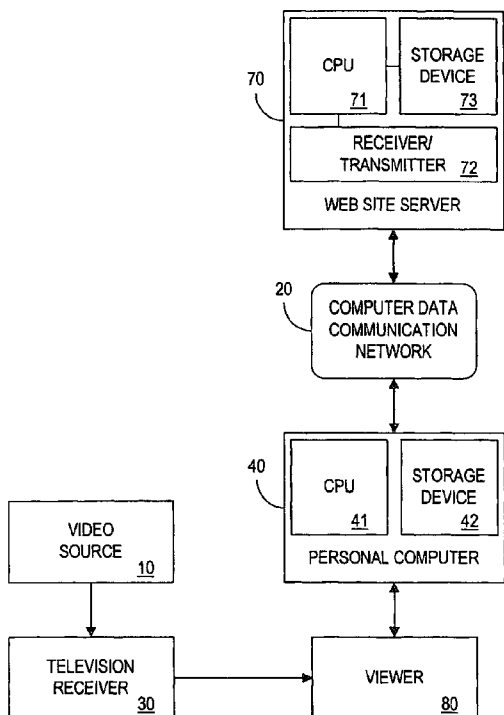 CPU
71
STORAGE
DEVICE
73
70
RECEIVER/
TRANSMITTER
72
WEB SITE SERVER
20
COMPUTER DATA
COMMUNICATION
NETWORK
40
CPU
41
STORAGE
DEVICE
42
PERSONAL COMPUTER
VIDEO
SOURCE
10
TELEVISION
RECEIVER
30
VIEWER
80